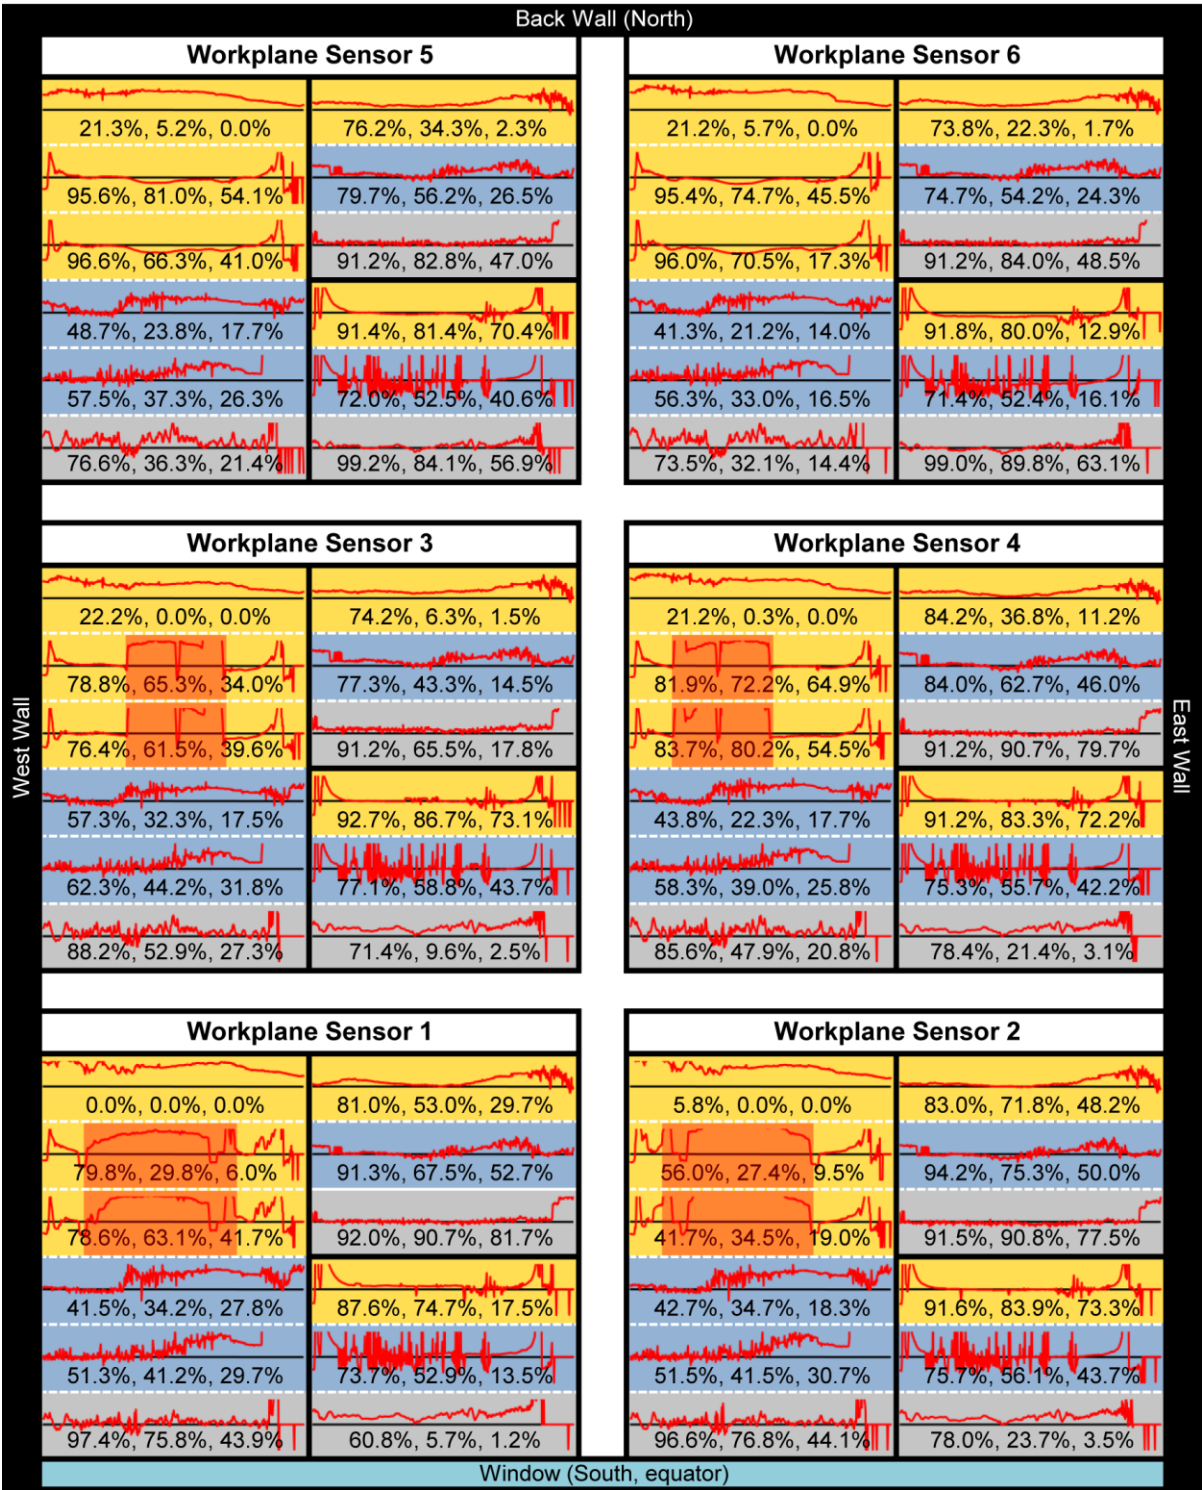 Back Wall (North)
Workplane Sensor 5
21.3%, 5.2%, 0.0%
95.6%, 81.0%, 54.1%
96.6%, 66.3%, 41.0%
48.7%, 23.8%, 17.7%
57.5%, 37.3%, 26.3%
76.6%, 36.3%, 21.4%
76.2%, 34.3%, 2.3%
79.7%, 56.2%, 26.5%
91.2%, 82.8%, 47.0%
91.4%, 81.4%, 70.4%
72.0%, 52.5%, 40.6%
99.2%, 84.1%, 56.9%
Workplane Sensor 6
21.2%, 5.7%, 0.0%
95.4%, 74.7%, 45.5%
96.0%, 70.5%, 17.3%
41.3%, 21.2%, 14.0%
56.3%, 33.0%, 16.5%
73.5%, 32.1%, 14.4%
73.8%, 22.3%, 1.7%
74.7%, 54.2%, 24.3%
91.2%, 84.0%, 48.5%
91.8%, 80.0%, 12.9%
71.4%, 52.4%, 16.1%
99.0%, 89.8%, 63.1%
West Wall
Workplane Sensor 3
22.2%, 0.0%, 0.0%
78.8%, 65.3%, 34.0%
76.4%, 61.5%, 39.6%
57.3%, 32.3%, 17.5%
62.3%, 44.2%, 31.8%
88.2%, 52.9%, 27.3%
74.2%, 6.3%, 1.5%
77.3%, 43.3%, 14.5%
91.2%, 65.5%, 17.8%
92.7%, 86.7%, 73.1%
77.1%, 58.8%, 43.7%
71.4%, 9.6%, 2.5%
Workplane Sensor 4
21.2%, 0.3%, 0.0%
81.9%, 72.2%, 64.9%
83.7%, 80.2%, 54.5%
43.8%, 22.3%, 17.7%
58.3%, 39.0%, 25.8%
85.6%, 47.9%, 20.8%
84.2%, 36.8%, 11.2%
84.0%, 62.7%, 46.0%
91.2%, 90.7%, 79.7%
91.2%, 83.3%, 72.2%
75.3%, 55.7%, 42.2%
78.4%, 21.4%, 3.1%
East Wall
Workplane Sensor 1
0.0%, 0.0%, 0.0%
79.8%, 29.8%, 6.0%
78.6%, 63.1%, 41.7%
41.5%, 34.2%, 27.8%
51.3%, 41.2%, 29.7%
97.4%, 75.8%, 43.9%
81.0%, 53.0%, 29.7%
91.3%, 67.5%, 52.7%
92.0%, 90.7%, 81.7%
87.6%, 74.7%, 17.5%
73.7%, 52.9%, 13.5%
60.8%, 5.7%, 1.2%
Workplane Sensor 2
5.8%, 0.0%, 0.0%
56.0%, 27.4%, 9.5%
41.7%, 34.5%, 19.0%
42.7%, 34.7%, 18.3%
51.5%, 41.5%, 30.7%
96.6%, 76.8%, 44.1%
83.0%, 71.8%, 48.2%
94.2%, 75.3%, 50.0%
91.5%, 90.8%, 77.5%
91.6%, 83.9%, 73.3%
75.7%, 56.1%, 43.7%
78.0%, 23.7%, 3.5%
Window (South, equator)